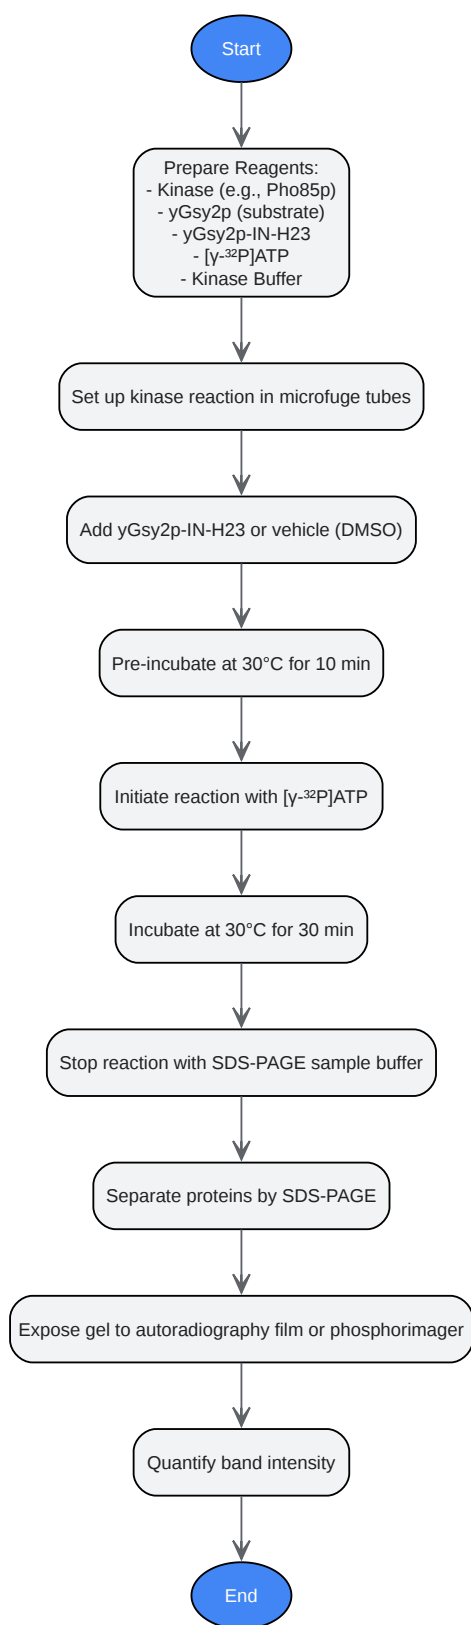 Start
Prepare Reagents:
- Kinase (e.g., Pho85p)
- yGsy2p (substrate)
- yGsy2p-IN-H23
- [γ-³²P]ATP
- Kinase Buffer
Set up kinase reaction in microfuge tubes
Add yGsy2p-IN-H23 or vehicle (DMSO)
Pre-incubate at 30°C for 10 min
Initiate reaction with [γ-³²P]ATP
Incubate at 30°C for 30 min
Stop reaction with SDS-PAGE sample buffer
Separate proteins by SDS-PAGE
Expose gel to autoradiography film or phosphorimager
Quantify band intensity
End